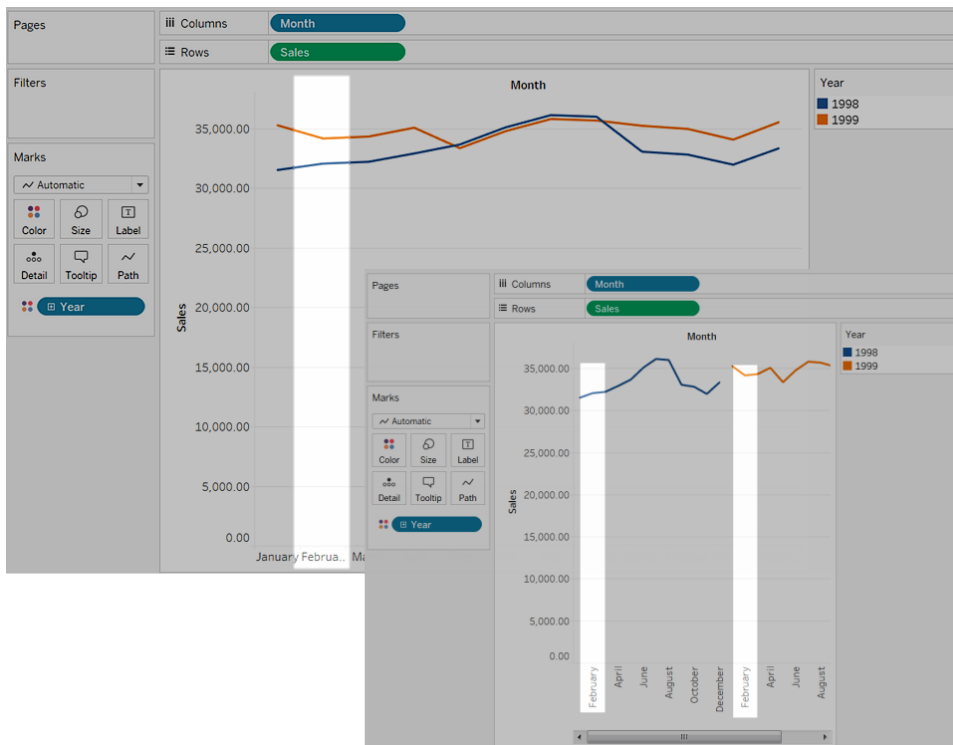 Pages
Columns Month
Rows Sales
Filters
Marks
Automatic
Color Size Label
Detail Tooltip Path
Year
Month
Sales
35,000.00
30,000.00
25,000.00
20,000.00
15,000.00
10,000.00
5,000.00
0.00
January Februa.. Ma
Year
1998
1999
Pages
Columns Month
Rows Sales
Filters
Marks
Automatic
Color Size Label
Detail Tooltip Path
Year
Month
Sales
35,000.00
30,000.00
25,000.00
20,000.00
15,000.00
10,000.00
5,000.00
0.00
February
April
June
August
October
December
February
April
June
August
Year
1998
1999